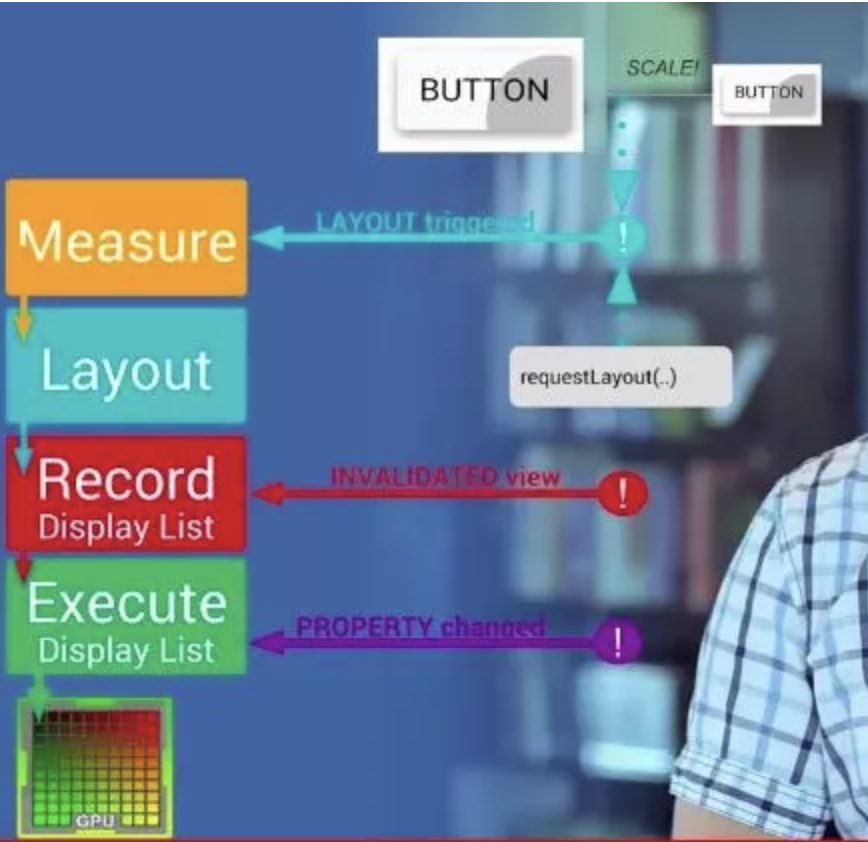 BUTTON
SCALE!
BUTTON
Measure
LAYOUT triggered
Layout
requestLayout(..)
Record
Display List
INVALIDATED view
!
Execute
Display List
PROPERTY changed
!
!
GPU